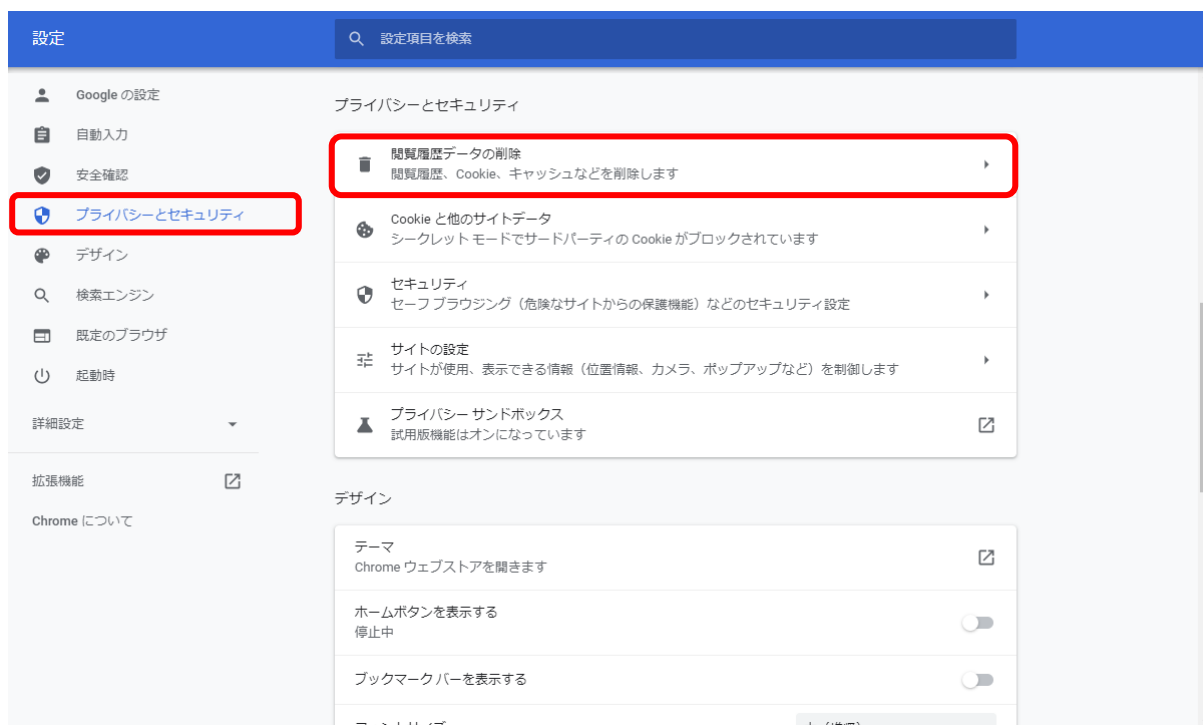 設定
設定項目を検索
Google の設定
自動入力
安全確認
プライバシーとセキュリティ
デザイン
検索エンジン
既定のブラウザ
起動時
詳細設定
拡張機能
Chrome について
プライバシーとセキュリティ
閲覧履歴データの削除
閲覧履歴、Cookie、キャッシュなどを削除します
Cookie と他のサイトデータ
シークレット モードでサードパーティの Cookie がブロックされています
セキュリティ
セーフ ブラウジング（危険なサイトからの保護機能）などのセキュリティ設定
サイトの設定
サイトが使用、表示できる情報（位置情報、カメラ、ポップアップなど）を制御します
プライバシー サンドボックス
試用版機能はオンになっています
デザイン
テーマ
Chrome ウェブストアを開きます
ホームボタンを表示する
停止中
ブックマーク バーを表示する